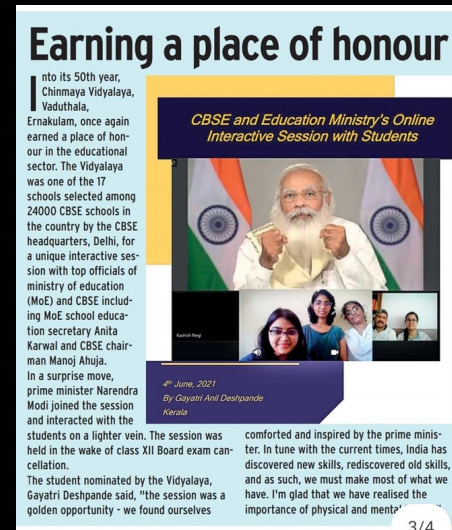 Earning a place of honour
Into its 50th year,
Chinmaya Vidyalaya,
Vaduthala,
Ernakulam, once again
earned a place of hon-
our in the educational
sector. The Vidyalaya
was one of the 17
schools selected among
24000 CBSE schools in
the country by the CBSE
headquarters, Delhi, for
a unique interactive ses-
sion with top officials of
ministry of education
(MoE) and CBSE includ-
ing MoE school educa-
tion secretary Anita
Karwal and CBSE chair-
man Manoj Ahuja.
In a surprise move,
prime minister Narendra
Modi joined the session
and interacted with the
students on a lighter vein. The session was
held in the wake of class XII Board exam can-
cellation.
The student nominated by the Vidyalaya,
Gayatri Deshpande said, "the session was a
golden opportunity - we found ourselves
CBSE and Education Ministry's Online
Interactive Session with Students
Kashish Negi
4th June, 2021
By Gayatri Anil Deshpande
Kerala
comforted and inspired by the prime minis-
ter. In tune with the current times, India has
discovered new skills, rediscovered old skills,
and as such, we must make most of what we
have. I'm glad that we have realised the
importance of physical and mental
3/4